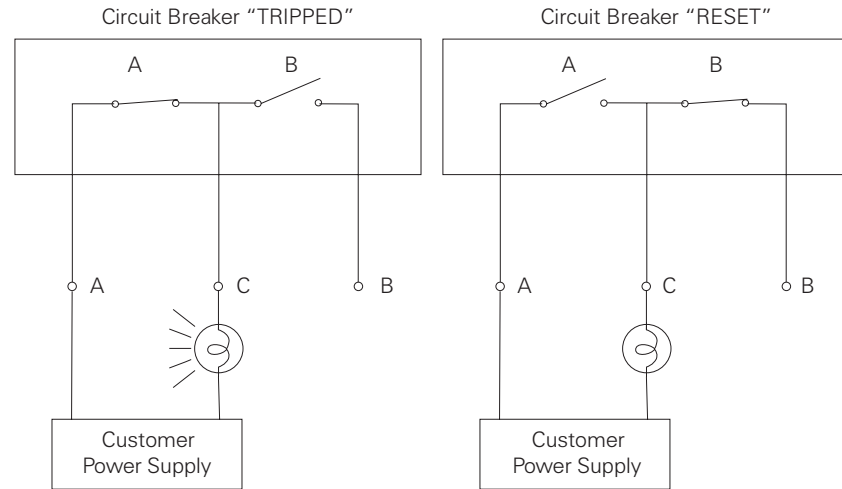 Circuit Breaker “TRIPPED”
A
B
A
C
B
Customer
Power Supply
Circuit Breaker “RESET”
A
B
A
C
B
Customer
Power Supply